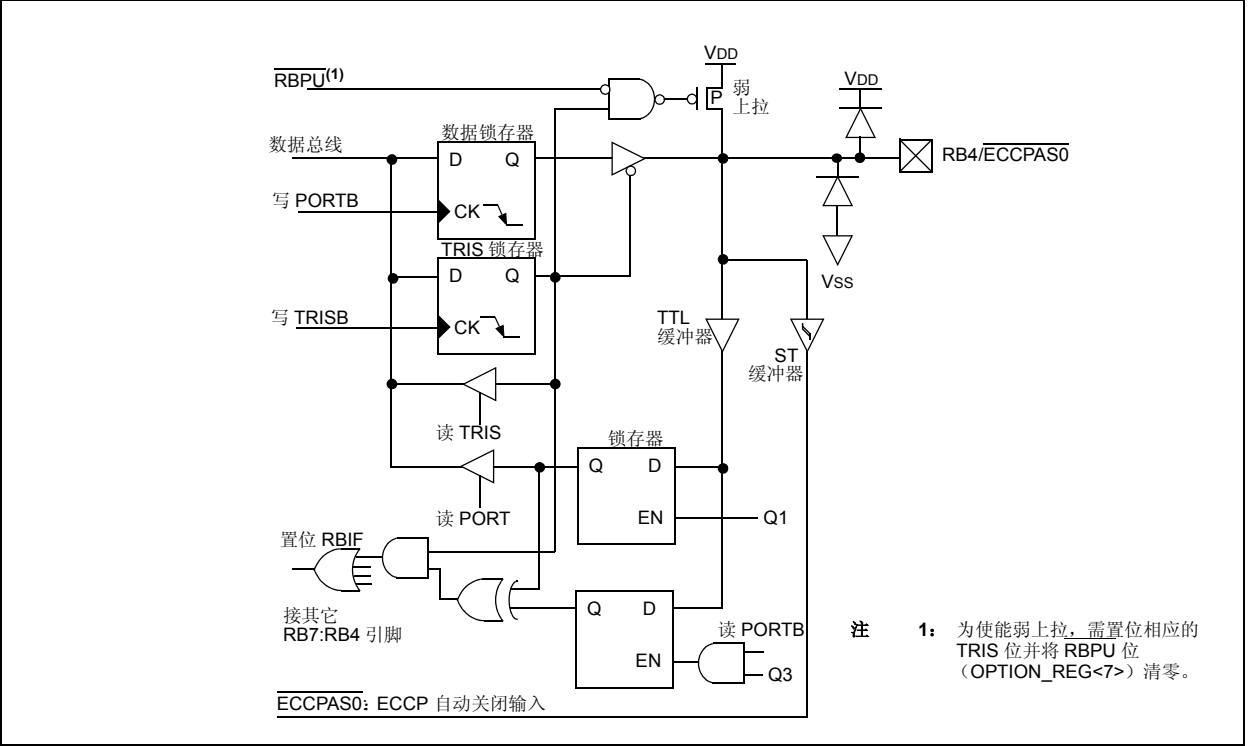 VDD
RBPU(1)
弱
上拉
P
VDD
数据总线
数据锁存器
D Q
RB4/ECCPAS0
写 PORTB
CK
TRIS 锁存器
D Q
VSS
写 TRISB
CK
TTL
缓冲器
ST
缓冲器
读 TRIS
锁存器
Q D
读 PORT
EN
Q1
置位 RBIF
Q D
接其它
RB7:RB4 引脚
读 PORTB
EN
Q3
注 1: 为使能弱上拉，需置位相应的
TRIS 位并将 RBPU 位
（OPTION_REG<7>）清零。
ECCPAS0: ECCP 自动关闭输入